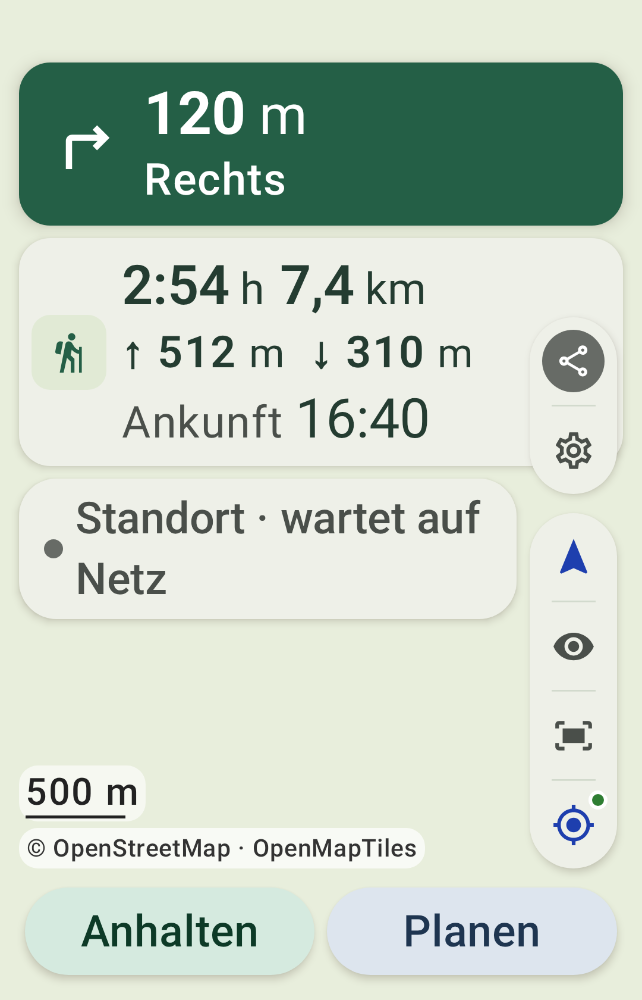 120 m
Rechts
2:54 h 7,4 km
↑ 512 m ↓ 310 m
Ankunft 16:40
Standort · wartet auf
Netz
500 m
© OpenStreetMap · OpenMapTiles
Anhalten
Planen